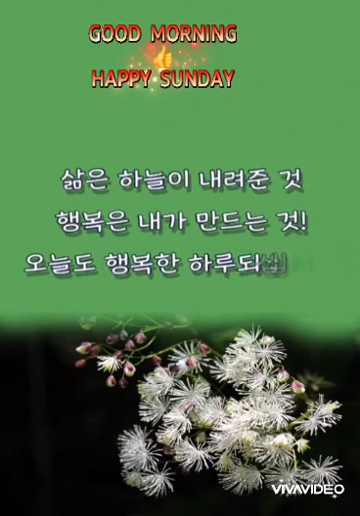 GOOD MORNING
HAPPY SUNDAY
삶은 하늘이 내려준 것
행복은 내가 만드는 것!
오늘도 행복한 하루되
VIVAVIDEO